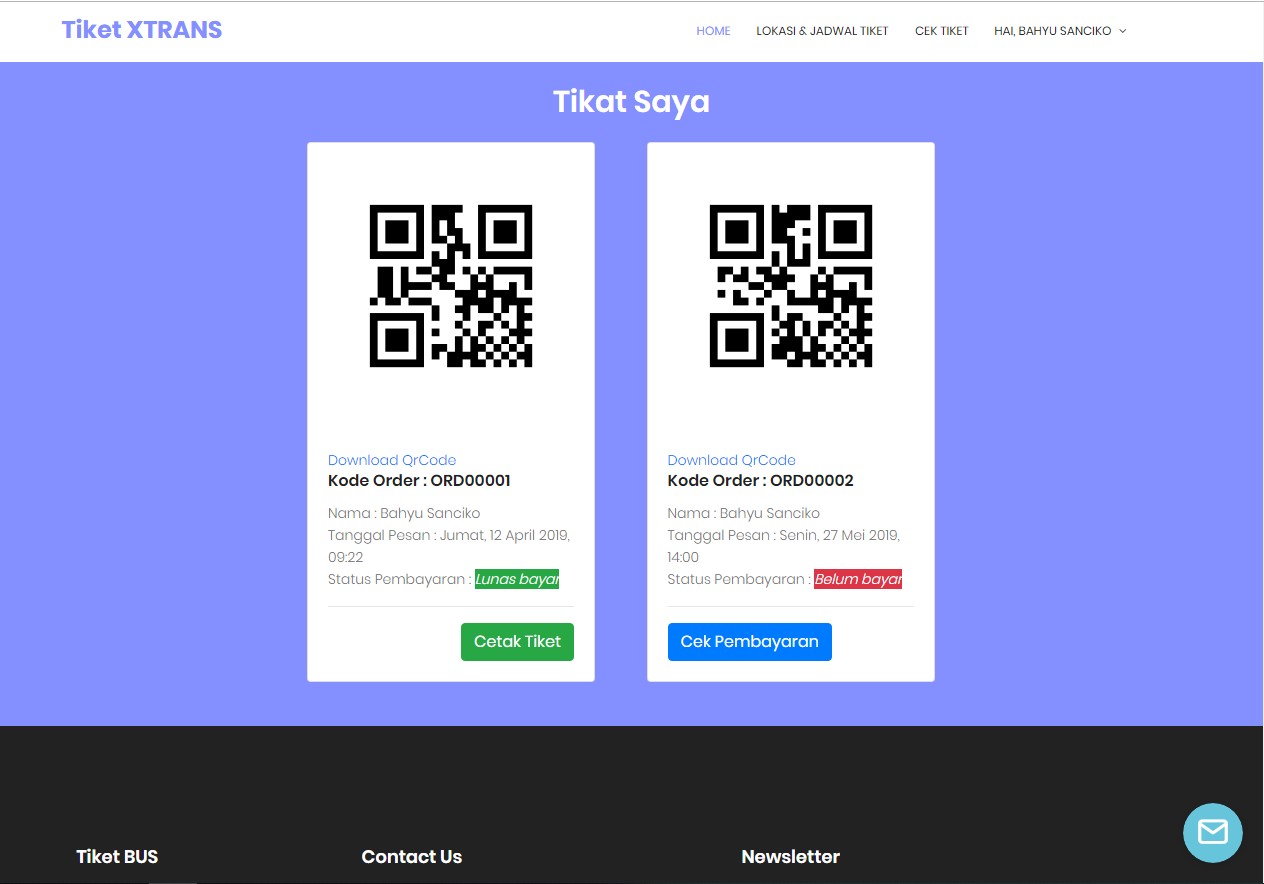 Tiket XTRANS
HOME
LOKASI & JADWAL TIKET
CEK TIKET
HAI, BAHYU SANCIKO
Tikat Saya
Download QrCode
Kode Order : ORD00001
Nama : Bahyu Sanciko
Tanggal Pesan : Jumat, 12 April 2019,
09:22
Status Pembayaran : Lunas bayar
Cetak Tiket
Download QrCode
Kode Order : ORD00002
Nama : Bahyu Sanciko
Tanggal Pesan : Senin, 27 Mei 2019,
14:00
Status Pembayaran : Belum bayar
Cek Pembayaran
Tiket BUS
Contact Us
Newsletter